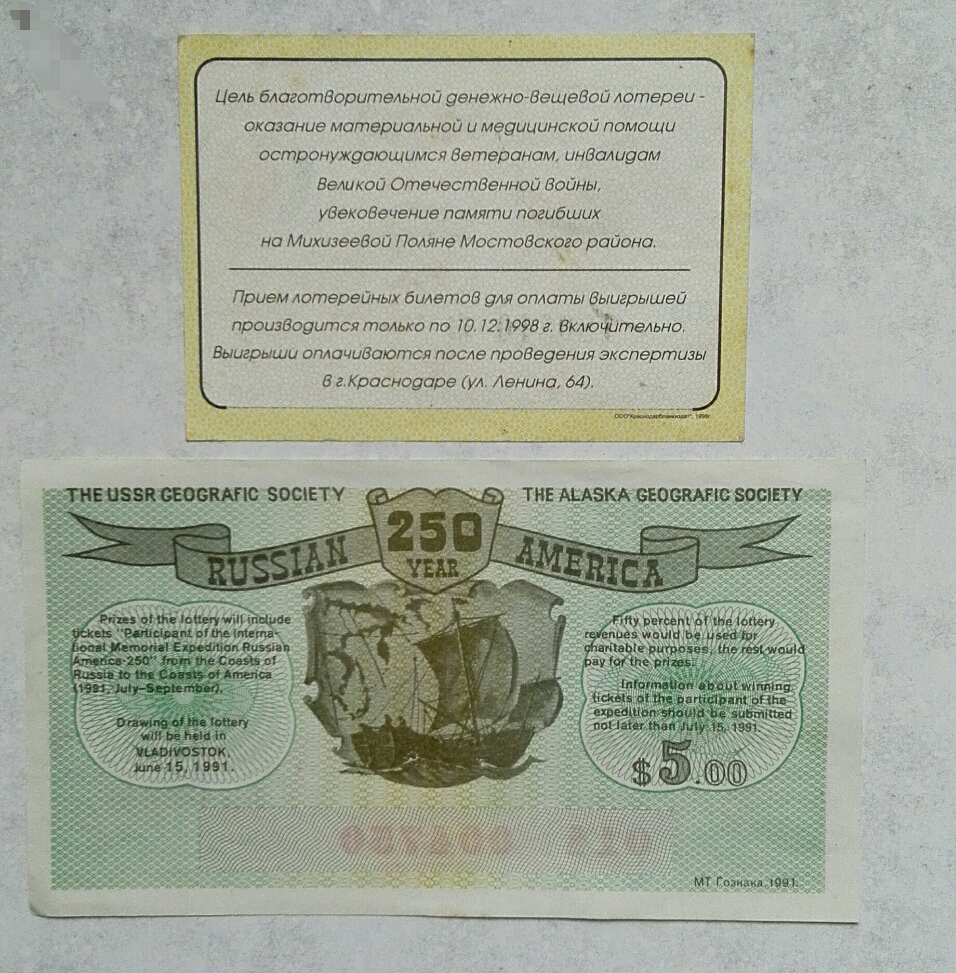 Цель благотворительной денежно-вещевой лотереи -
оказание материальной и медицинской помощи
остронуждающимся ветеранам, инвалидам
Великой Отечественной войны,
увековечение памяти погибших
на Михизеевой Поляне Мостовского района.
Прием лотерейных билетов для оплаты выигрышей
производится только по 10.12.1998 г. включительно.
Выигрыши оплачиваются после проведения экспертизы
в г.Краснодаре (ул. Ленина, 64).
ООО"Краснодарбланкиздат", 1998г.
THE USSR GEOGRAFIC SOCIETY
THE ALASKA GEOGRAFIC SOCIETY
RUSSIAN
250
YEAR
AMERICA
Prizes of the lottery will include
tickets "Participant of the Interna-
tional Memorial Expedition Russian
America-250" from the Coasts of
Russia to the Coasts of America
(1991, July–September).
Drawing of the lottery
will be held in
VLADIVOSTOK,
June 15, 1991.
Fifty percent of the lottery
revenues would be used for
charitable purposes, the rest would
pay for the prizes.
Information about winning
tickets of the participant of the
expedition should be submitted
not later than July 15, 1991.
$5.00
МТ Гознака. 1991.